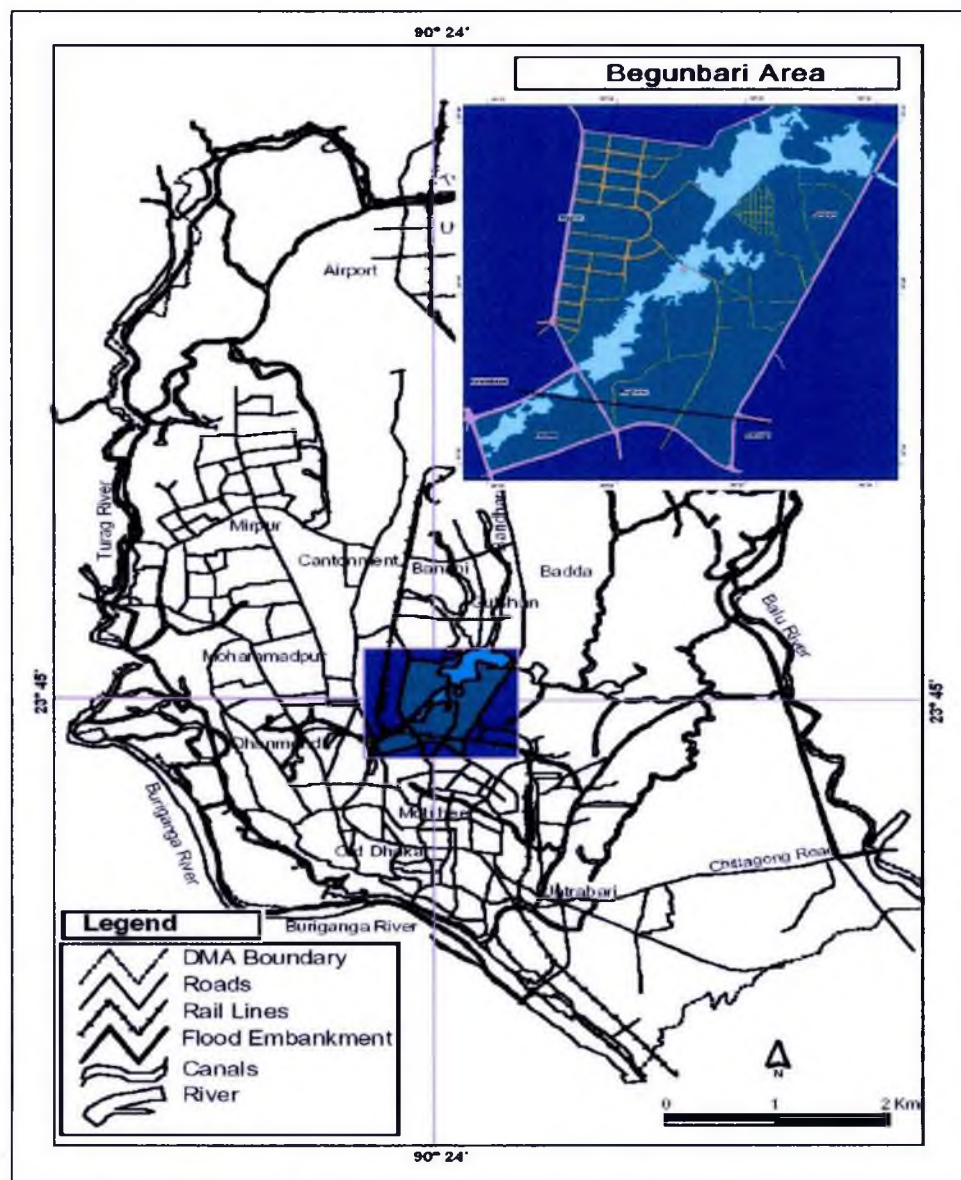 90° 24'
Begunbari Area
U
Airport
Turag River
Mirpur
Cantonment
Banani
Badda
Gulshan
Balu River
Mohammadpur
23° 45'
23° 45'
Dhanmondi
Buriganga River
Old Dhaka
Chittagong Road
Jatrabari
Buriganga River
Legend
DMA Boundary
Roads
Rail Lines
Flood Embankment
Canals
River
N
0 1 2 Km
90° 24'